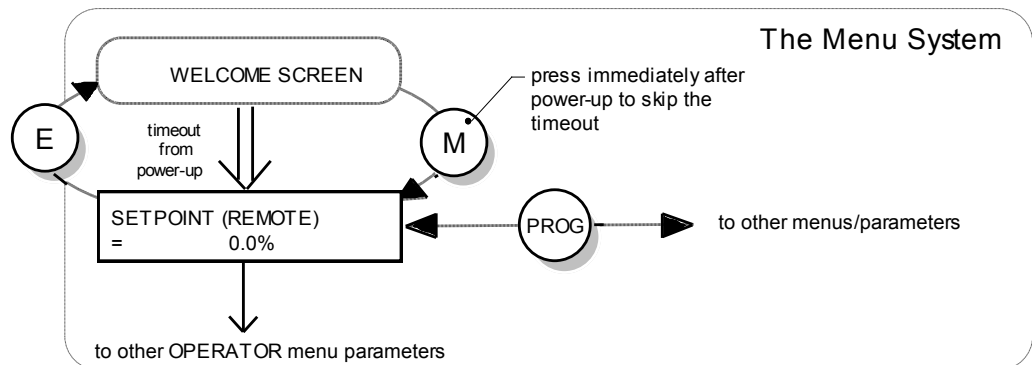 The Menu System
WELCOME SCREEN
press immediately after
power-up to skip the
timeout
E
timeout
from
power-up
M
SETPOINT (REMOTE)
= 0.0%
PROG
to other menus/parameters
to other OPERATOR menu parameters